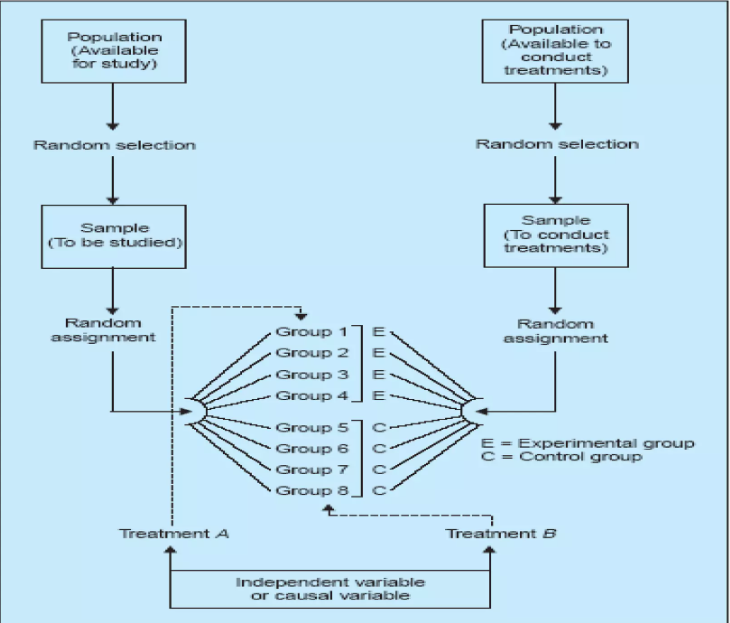 Population
(Available
for study)
Random selection
Sample
(To be studied)
Random
assignment
Population
(Available to
conduct
treatments)
Random selection
Sample
(To conduct
treatments)
Random
assignment
Group 1 E
Group 2 E
Group 3 E
Group 4 E
Group 5 C
Group 6 C
Group 7 C
Group 8 C
E = Experimental group
C = Control group
Treatment A
Treatment B
Independent variable
or causal variable